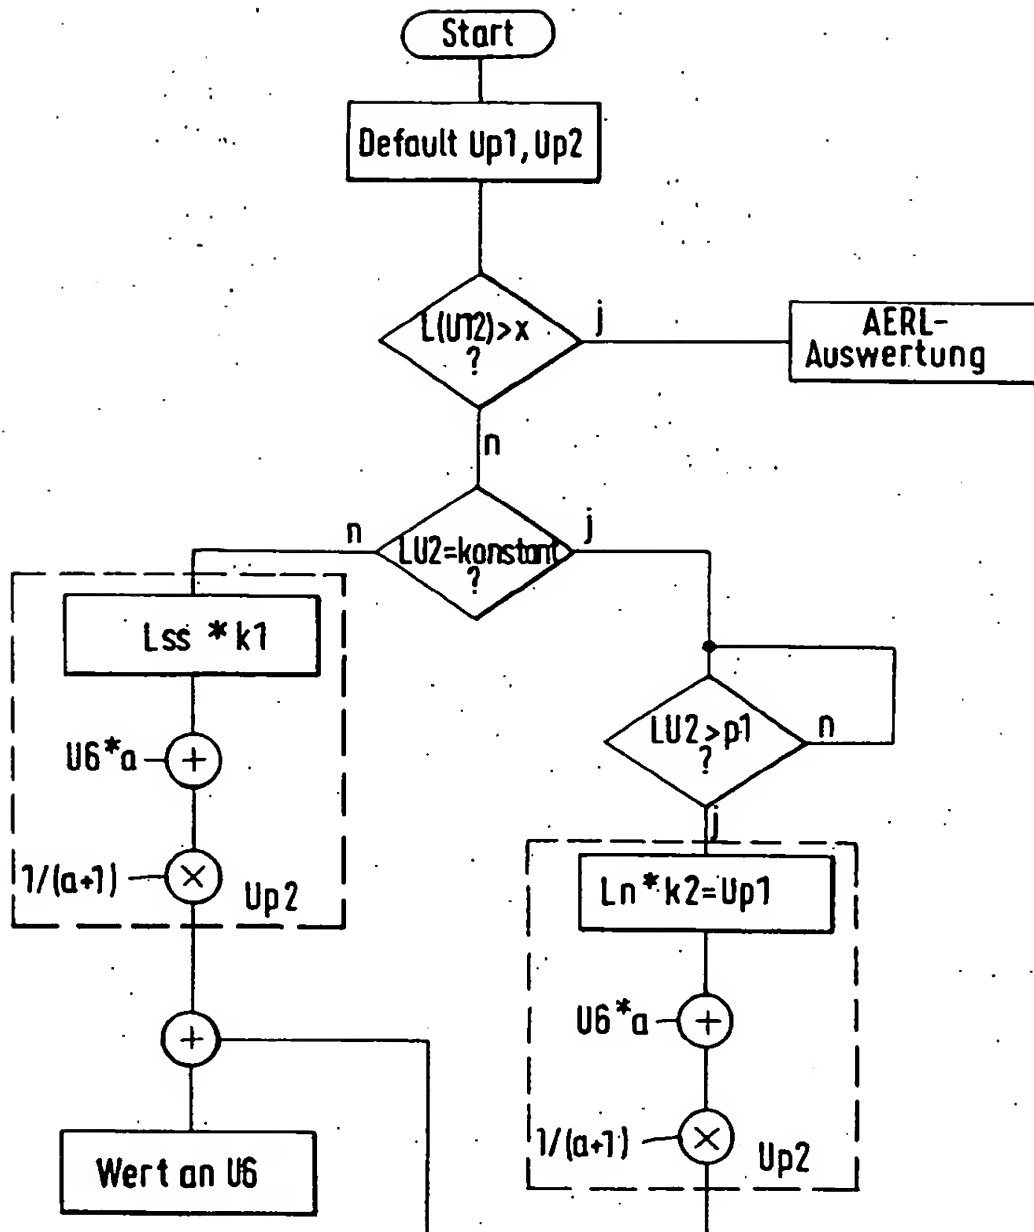 Start
Default Up1, Up2
L(U12)>x
?
j
AERL-
Auswertung
n
n
LU2=konstant
?
j
Lss * k1
U6*a
+
1/(a+1)
×
Up2
LU2>p1
?
n
j
Ln* k2=Up1
U6*a
+
1/(a+1)
×
Up2
+
Wert an U6